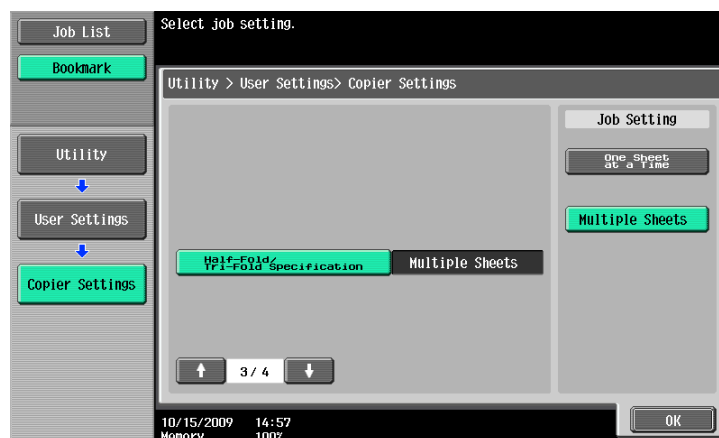 Job List
Bookmark
Select job setting.
Utility > User Settings> Copier Settings
Utility
User Settings
Copier Settings
Half-Fold/
Tri-Fold Specification
Multiple Sheets
3/ 4
Job Setting
One Sheet
at a Time
Multiple Sheets
10/15/2009 14:57
Memory 100%
OK